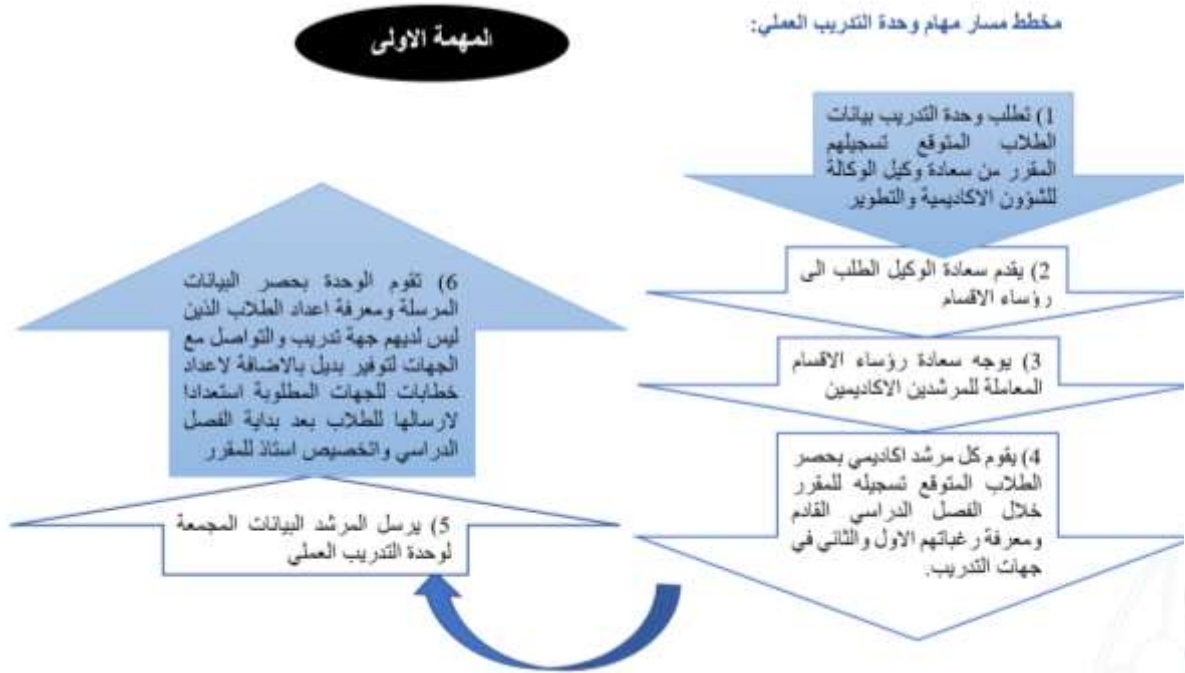 مخطط مسار مهام وحدة التدريب العملي:
المهمة الاولى
1) تطلب وحدة التدريب بيانات
الطلاب المتوقع تسجيلهم
المقرر من سعادة وكيل الوكالة
للشؤون الاكاديمية والتطوير
2) يقدم سعادة الوكيل الطلب الى
رؤساء الاقسام
3) يوجه سعادة رؤساء الاقسام
المعاملة للمرشدين الاكاديمين
4) يقوم كل مرشد اكاديمي بحصر
الطلاب المتوقع تسجيله للمقرر
خلال الفصل الدراسي القادم
ومعرفة رغباتهم الاول والثاني في
جهات التدريب.
5) يرسل المرشد البيانات المجمعة
لوحدة التدريب العملي
6) تقوم الوحدة بحصر البيانات
المرسلة ومعرفة اعداد الطلاب الذين
ليس لديهم جهة تدريب والتواصل مع
الجهات لتوفير بديل بالاضافة لاعداد
خطابات للجهات المطلوبة استعدادا
لارسالها للطلاب بعد بداية الفصل
الدراسي واتخصيص استاذ للمقرر